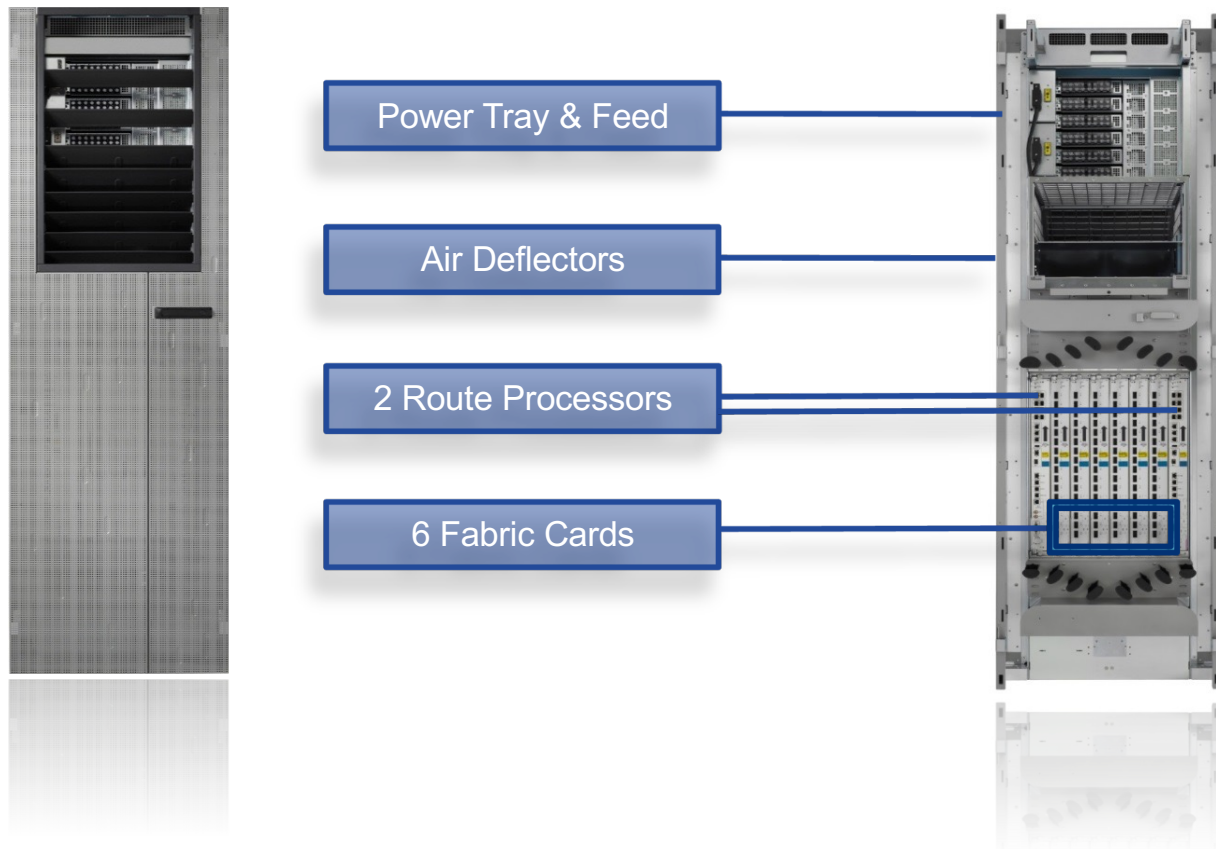 Power Tray & Feed
Air Deflectors
2 Route Processors
6 Fabric Cards